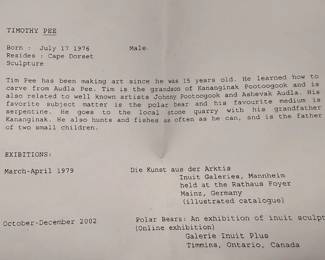 TIMOTHY PEE
Born : July 17 1976 Male
Resides : Cape Dorset
Sculpture
Tim Pee has been making art since he was 15 years old. He learned how to
carve from Audla Pee. Tim is the grandson of Kananginak Pootoogook and is
also related to well known artists Johnny Pootoogook and Ashevak Audla. His
favorite subject matter is the polar bear and his favourite medium is
serpentine. He goes to the local stone quarry with his grandfather
Kananginak. He also hunts and fishes as often as he can, and is the father
of two small children.
EXIBITIONS:
March-April 1979 Die Kunst aus der Arktis
Inuit Galeries, Mannheim
held at the Rathaus Foyer
Mainz, Germany
(illustrated catalogue)
October-December 2002 Polar Bears: An exhibition of inuit sculpt
(Online exhibition)
Galerie Inuit Plus
Timmins, Ontario, Canada